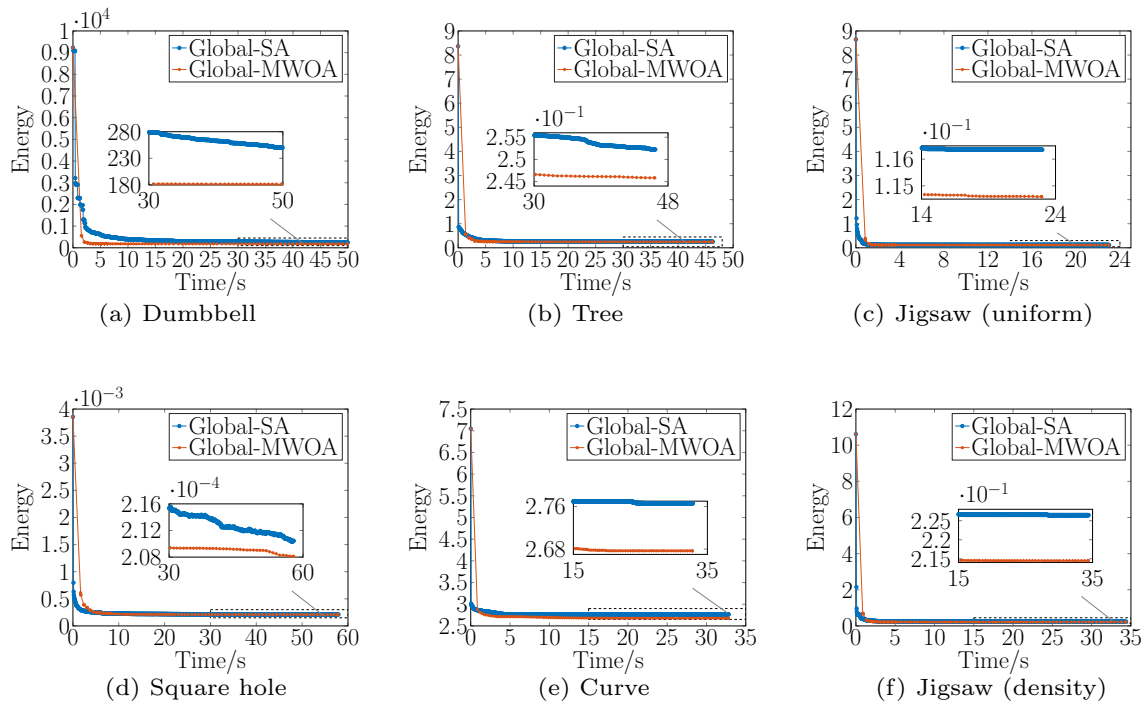 ·10^4
1
0.9
0.8
0.7
0.6
0.5
0.4
0.3
0.2
0.1
0
Energy
Global-SA
Global-MWOA
280
230
180
30 50
0 5 10 15 20 25 30 35 40 45 50
Time/s
(a) Dumbbell
9
8
7
6
5
4
3
2
1
0
Energy
Global-SA
Global-MWOA
·10^-1
2.55
2.5
2.45
30 48
0 5 10 15 20 25 30 35 40 45 50
Time/s
(b) Tree
9
8
7
6
5
4
3
2
1
0
Energy
Global-SA
Global-MWOA
·10^-1
1.16
1.15
14 24
0 3 6 9 12 15 18 21 24
Time/s
(c) Jigsaw (uniform)
·10^-3
4
3.5
3
2.5
2
1.5
1
0.5
0
Energy
Global-SA
Global-MWOA
·10^-4
2.16
2.12
2.08
30 60
0 10 20 30 40 50 60
Time/s
(d) Square hole
7.5
7
6.5
6
5.5
5
4.5
4
3.5
3
2.5
Energy
Global-SA
Global-MWOA
2.76
2.68
15 35
0 5 10 15 20 25 30 35
Time/s
(e) Curve
12
10
8
6
4
2
0
Energy
Global-SA
Global-MWOA
·10^-1
2.25
2.2
2.15
15 35
0 5 10 15 20 25 30 35
Time/s
(f) Jigsaw (density)